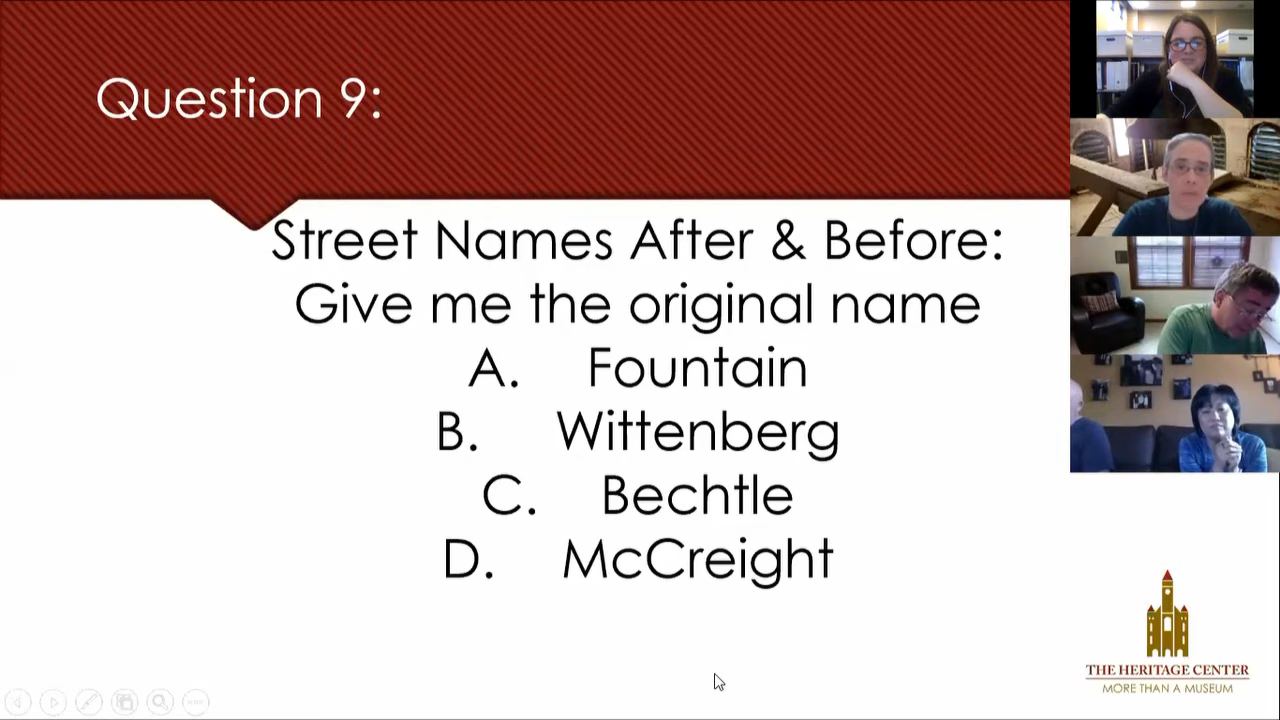 Question 9:
Street Names After & Before:
Give me the original name
A. Fountain
B. Wittenberg
C. Bechtle
D. McCreight
THE HERITAGE CENTER
MORE THAN A MUSEUM